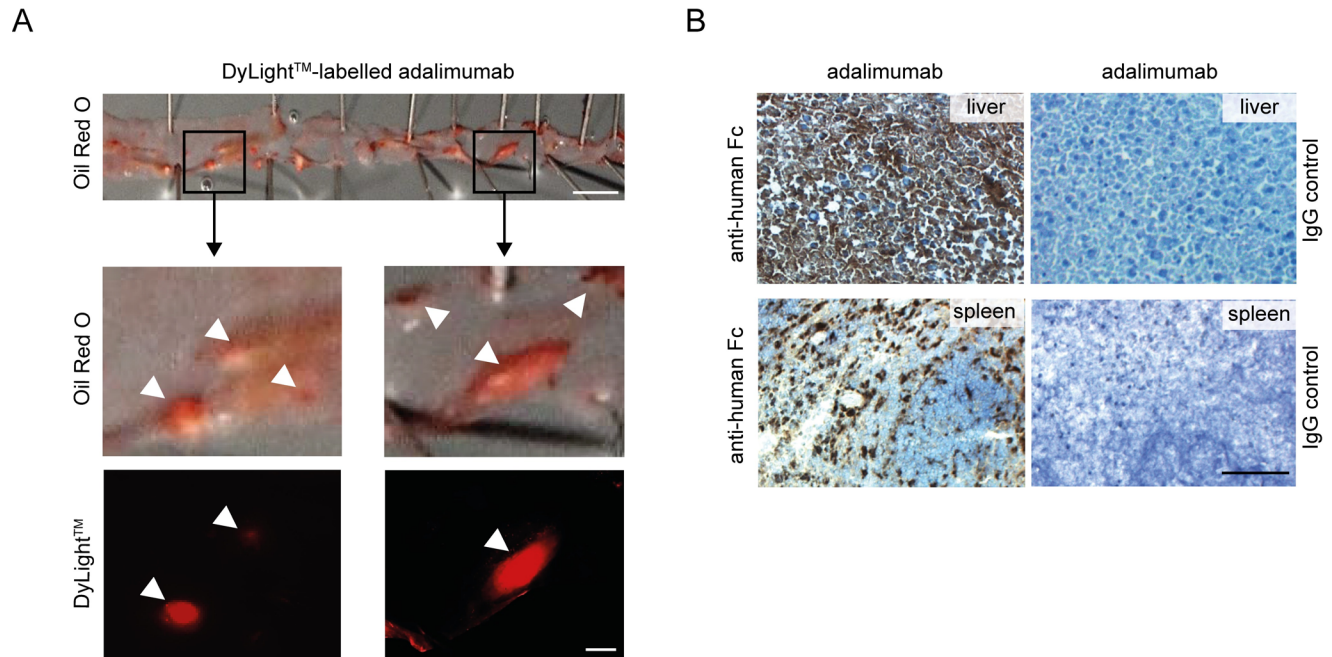 A
DyLight™-labelled adalimumab
Oil Red O
Oil Red O
DyLight™
B
adalimumab
adalimumab
anti-human Fc
liver
liver
IgG control
anti-human Fc
spleen
spleen
IgG control